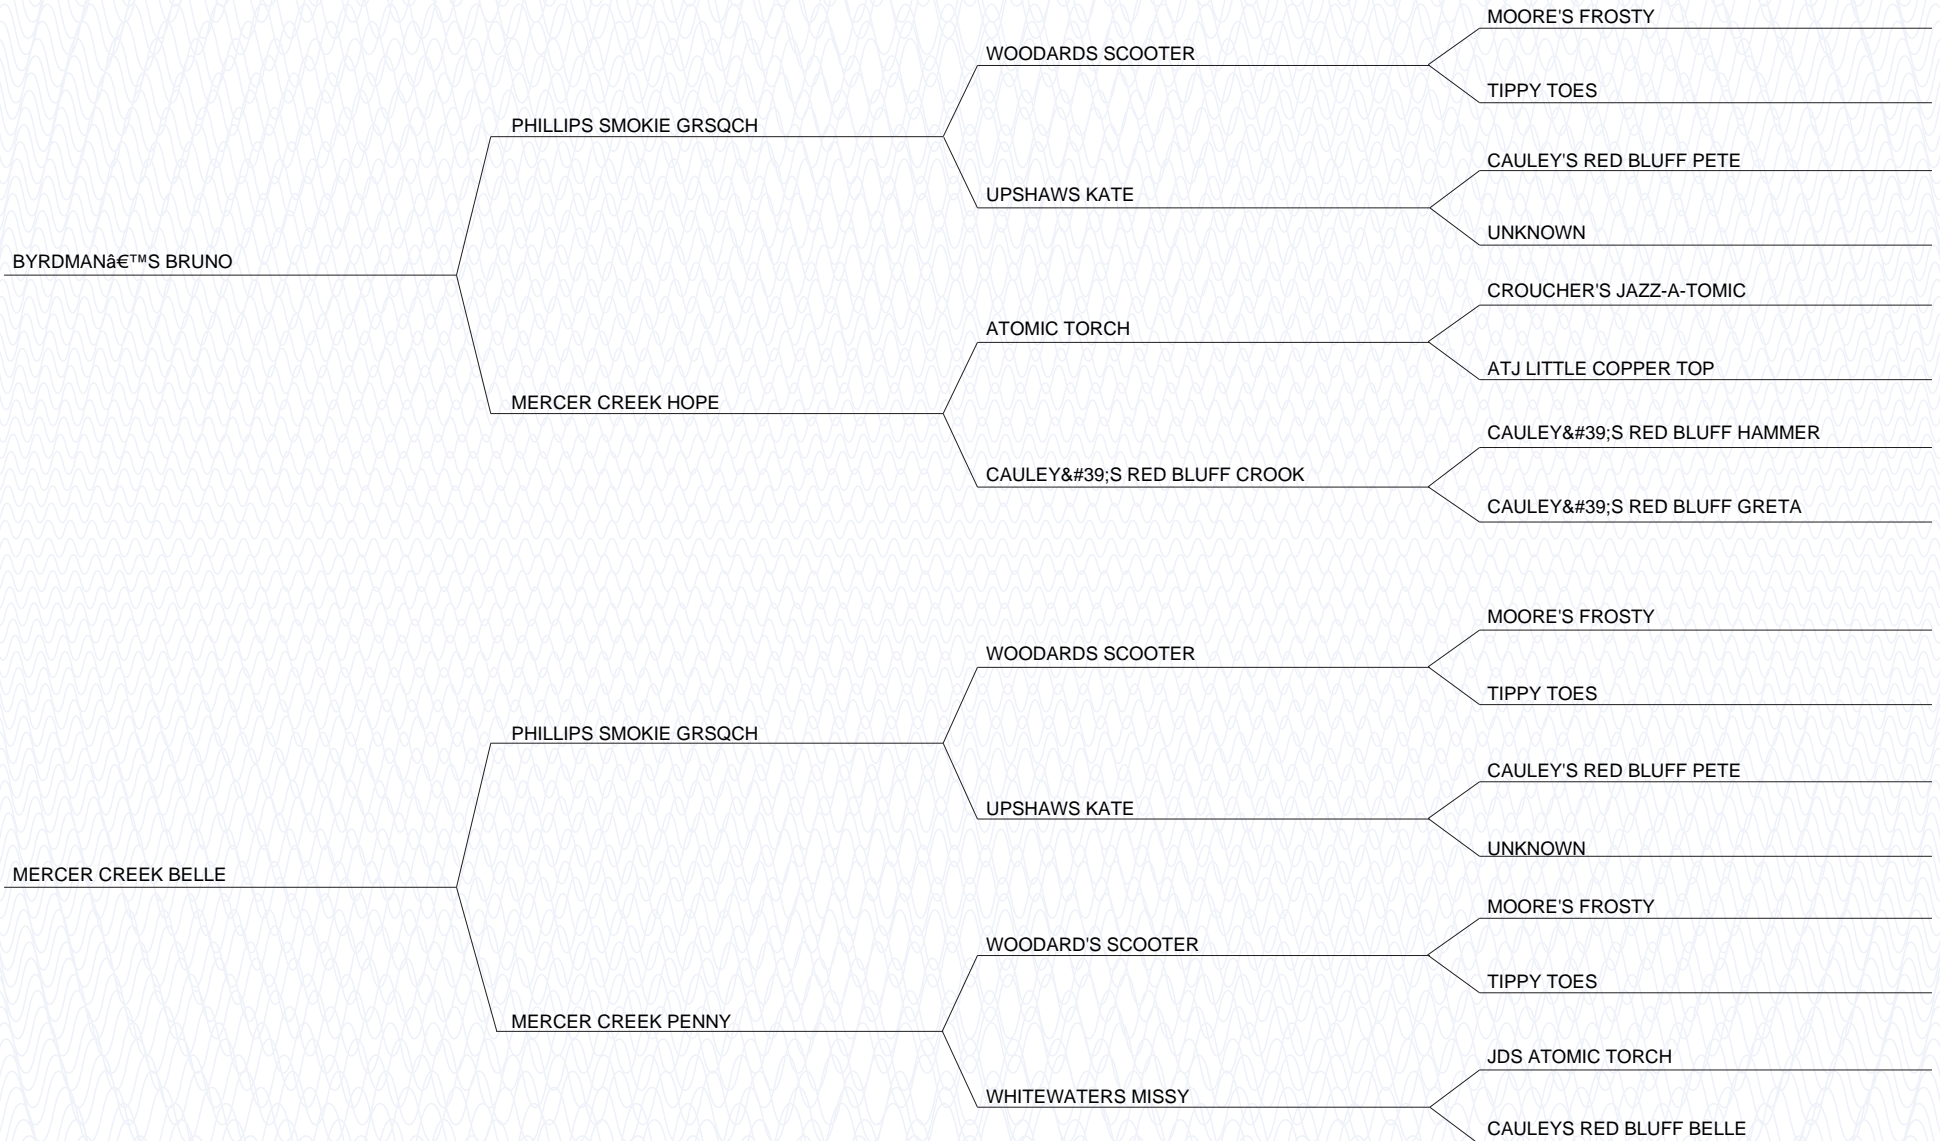 MOORE'S FROSTY
WOODARDS SCOOTER
TIPPY TOES
PHILLIPS SMOKIE GRSQCH
CAULEY'S RED BLUFF PETE
UPSHAWS KATE
UNKNOWN
BYRDMANâ€™S BRUNO
CROUCHER'S JAZZ-A-TOMIC
ATOMIC TORCH
ATJ LITTLE COPPER TOP
MERCER CREEK HOPE
CAULEY&#39;S RED BLUFF HAMMER
CAULEY&#39;S RED BLUFF CROOK
CAULEY&#39;S RED BLUFF GRETA
MOORE'S FROSTY
WOODARDS SCOOTER
TIPPY TOES
PHILLIPS SMOKIE GRSQCH
CAULEY'S RED BLUFF PETE
UPSHAWS KATE
UNKNOWN
MERCER CREEK BELLE
MOORE'S FROSTY
WOODARD'S SCOOTER
TIPPY TOES
MERCER CREEK PENNY
JDS ATOMIC TORCH
WHITEWATERS MISSY
CAULEYS RED BLUFF BELLE